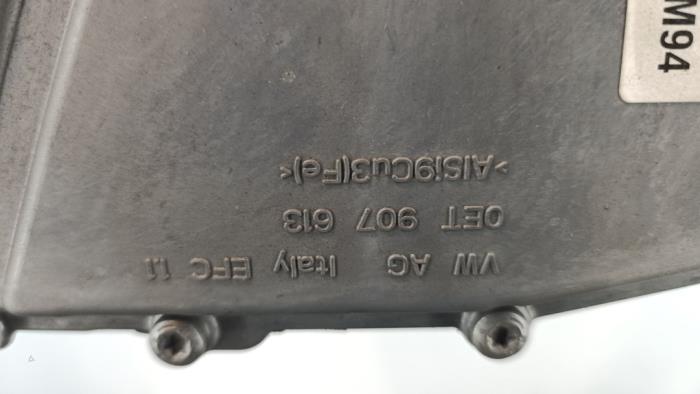 VW AG Italy EFC 1.1
0ET 907 613
>AlSi9Cu3(Fe)<
M94